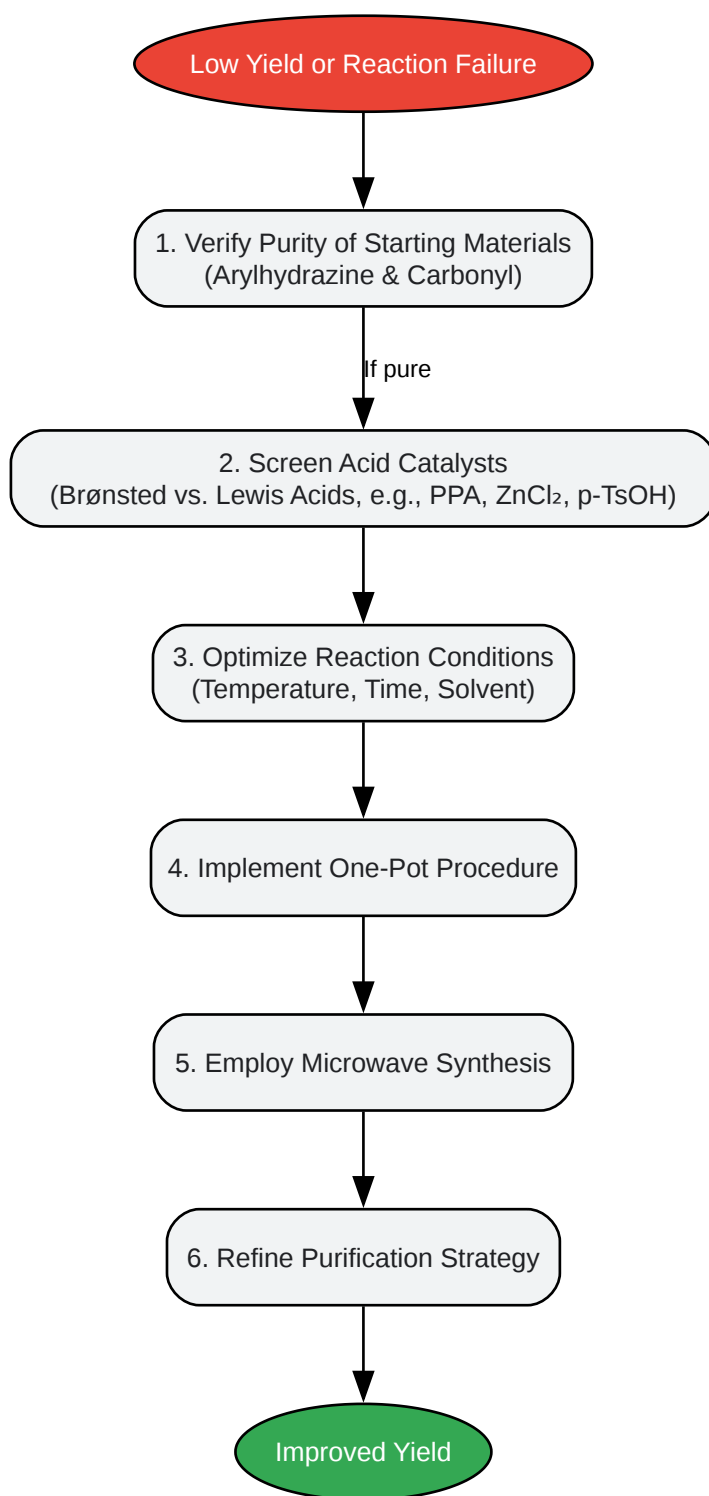 Low Yield or Reaction Failure
1. Verify Purity of Starting Materials
(Arylhydrazine & Carbonyl)
If pure
2. Screen Acid Catalysts
(Brønsted vs. Lewis Acids, e.g., PPA, ZnCl₂, p-TsOH)
3. Optimize Reaction Conditions
(Temperature, Time, Solvent)
4. Implement One-Pot Procedure
5. Employ Microwave Synthesis
6. Refine Purification Strategy
Improved Yield